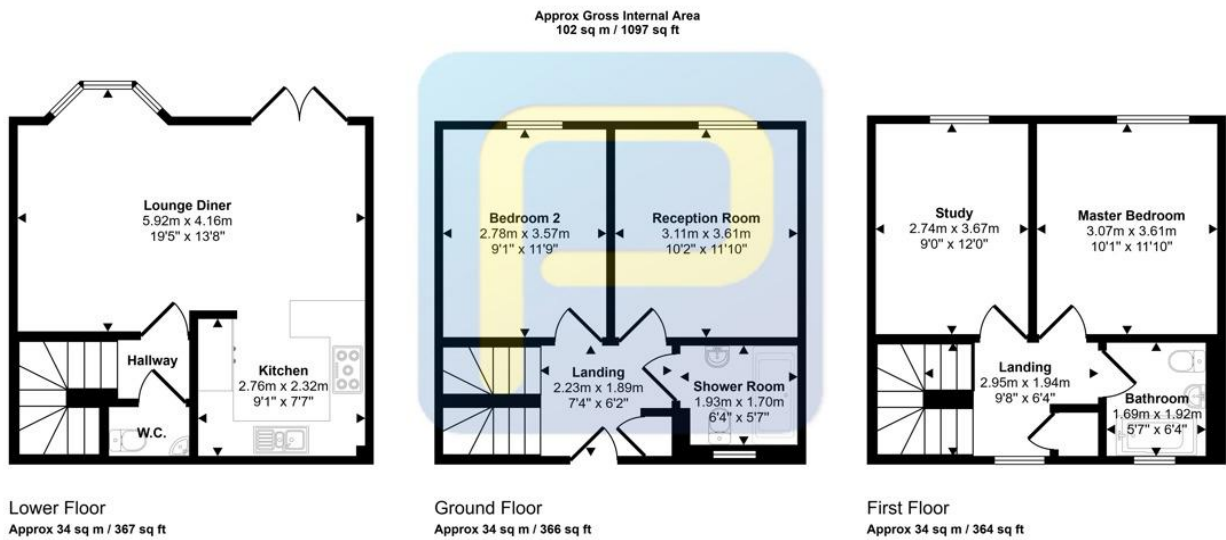 Approx Gross Internal Area
102 sq m / 1097 sq ft
Lounge Diner
5.92m x 4.16m
19'5" x 13'8"
Hallway
Kitchen
2.76m x 2.32m
9'1" x 7'7"
W.C.
Lower Floor
Approx 34 sq m / 367 sq ft
Bedroom 2
2.78m x 3.57m
9'1" x 11'9"
Reception Room
3.11m x 3.61m
10'2" x 11'10"
Landing
2.23m x 1.89m
7'4" x 6'2"
Shower Room
1.93m x 1.70m
6'4" x 5'7"
Ground Floor
Approx 34 sq m / 366 sq ft
Study
2.74m x 3.67m
9'0" x 12'0"
Master Bedroom
3.07m x 3.61m
10'1" x 11'10"
Landing
2.95m x 1.94m
9'8" x 6'4"
Bathroom
1.69m x 1.92m
5'7" x 6'4"
First Floor
Approx 34 sq m / 364 sq ft